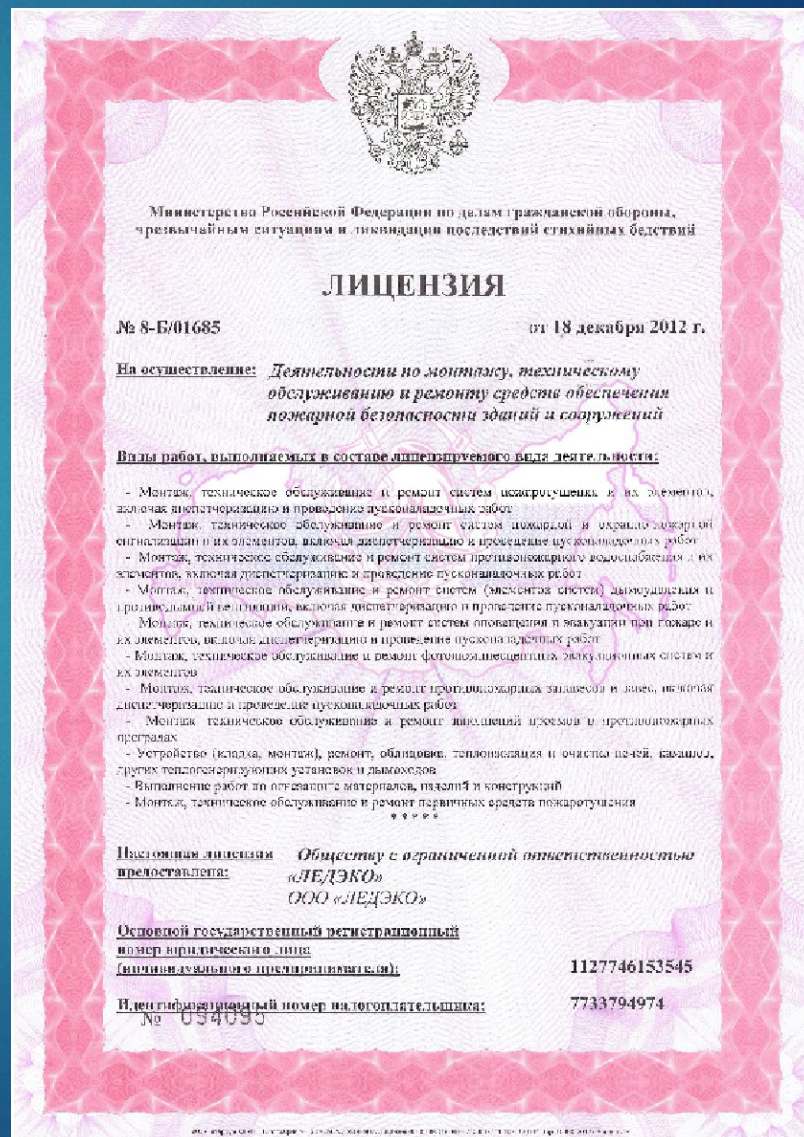 Министерство Российской Федерации по делам гражданской обороны,
чрезвычайным ситуациям и ликвидации последствий стихийных бедствий
ЛИЦЕНЗИЯ
№ 8-Б/01685
от 18 декабря 2012 г.
На осуществление: Деятельности по монтажу, техническому
обслуживанию и ремонту средств обеспечения
пожарной безопасности зданий и сооружений
Виды работ, выполняемых в составе лицензируемого вида деятельности:
- Монтаж, техническое обслуживание и ремонт систем пожаротушения и их элементов,
включая диспетчеризацию и проведение пусконаладочных работ
- Монтаж, техническое обслуживание и ремонт систем пожарной и охранно-пожарной
сигнализации и их элементов, включая диспетчеризацию и проведение пусконаладочных работ
- Монтаж, техническое обслуживание и ремонт систем противопожарного водоснабжения и их
элементов, включая диспетчеризацию и проведение пусконаладочных работ
- Монтаж, техническое обслуживание и ремонт систем (элементов систем) дымоудаления и
противодымной вентиляции, включая диспетчеризацию и проведение пусконаладочных работ
Монтаж, техническое обслуживание и ремонт систем оповещения и эвакуации при пожаре и
их элементов, включая диспетчеризацию и проведение пусконаладочных работ
- Монтаж, техническое обслуживание и ремонт фотолюминесцентных эвакуационных систем и
их элементов
- Монтаж, техническое обслуживание и ремонт противопожарных занавесов и завес, включая
диспетчеризацию и проведение пусконаладочных работ
- Монтаж, техническое обслуживание и ремонт заполнений проемов в противопожарных
преградах
- Устройство (кладка, монтаж), ремонт, облицовка, теплоизоляция и очистка печей, каминов,
других теплогенерирующих установок и дымоходов
- Выполнение работ по огнезащите материалов, изделий и конструкций
- Монтаж, техническое обслуживание и ремонт первичных средств пожаротушения
* * * * *
Настоящая лицензия предоставлена: Обществу с ограниченной ответственностью
«ЛЕДЭКО»
ООО «ЛЕДЭКО»
Основной государственный регистрационный
номер юридического лица
(индивидуального предпринимателя): 1127746153545
Идентификационный номер налогоплательщика: 7733794974
№ 094095